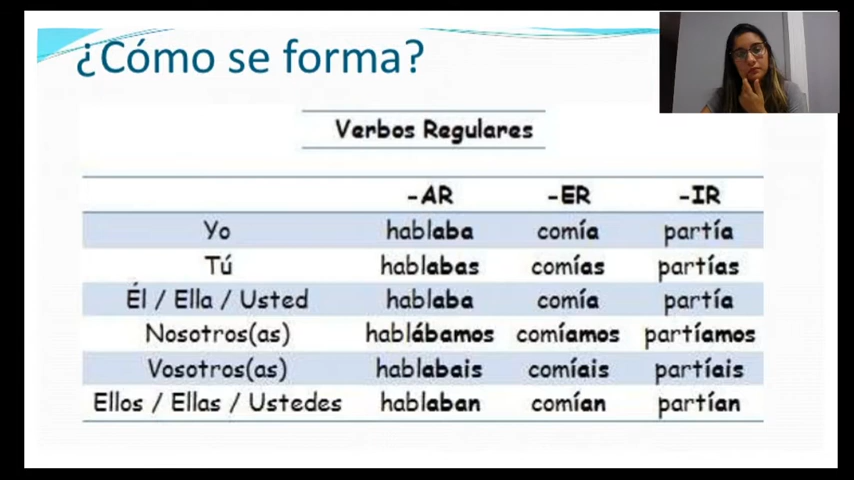 ¿Cómo se forma?
Verbos Regulares
-AR -ER -IR
Yo hablaba comía partía
Tú hablabas comías partías
Él / Ella / Usted hablaba comía partía
Nosotros(as) hablábamos comíamos partíamos
Vosotros(as) hablabais comíais partíais
Ellos / Ellas / Ustedes hablaban comían partían